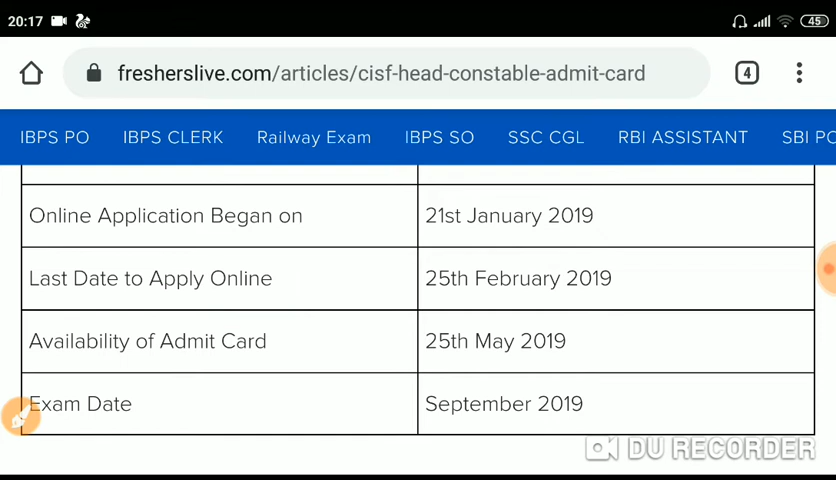 20:17
45
fresherslive.com/articles/cisf-head-constable-admit-card
4
IBPS PO IBPS CLERK Railway Exam IBPS SO SSC CGL RBI ASSISTANT SBI PO
Online Application Began on 21st January 2019
Last Date to Apply Online 25th February 2019
Availability of Admit Card 25th May 2019
Exam Date September 2019
DU RECORDER